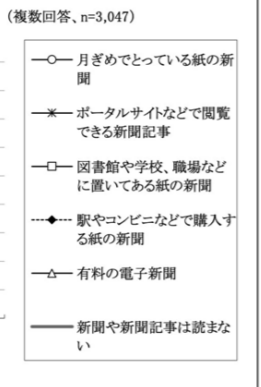 （複数回答、n=3,047）
月ぎめでとっている紙の新
聞
ポータルサイトなどで閲覧
できる新聞記事
図書館や学校、職場など
に置いてある紙の新聞
駅やコンビニなどで購入す
る紙の新聞
有料の電子新聞
新聞や新聞記事は読まな
い